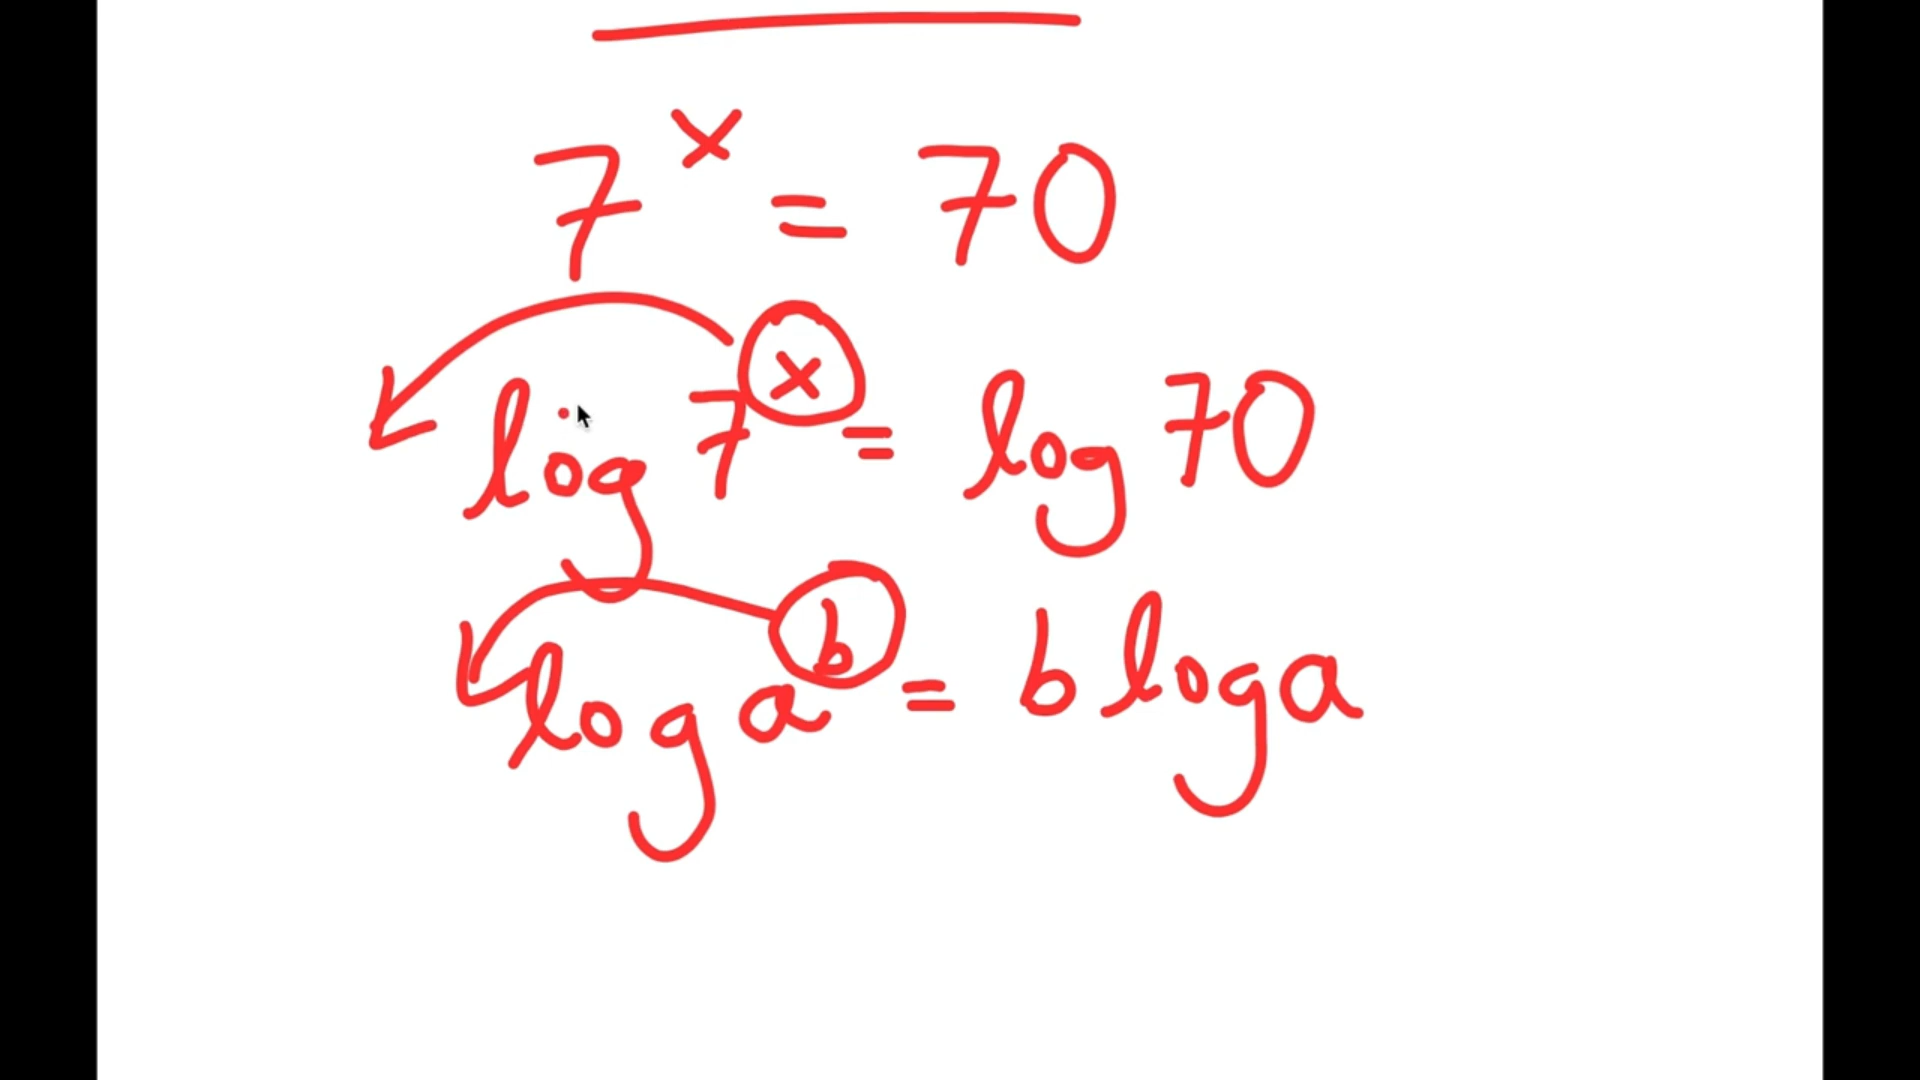 7^x = 70
log 7^x = log 70
log a^b = b log a